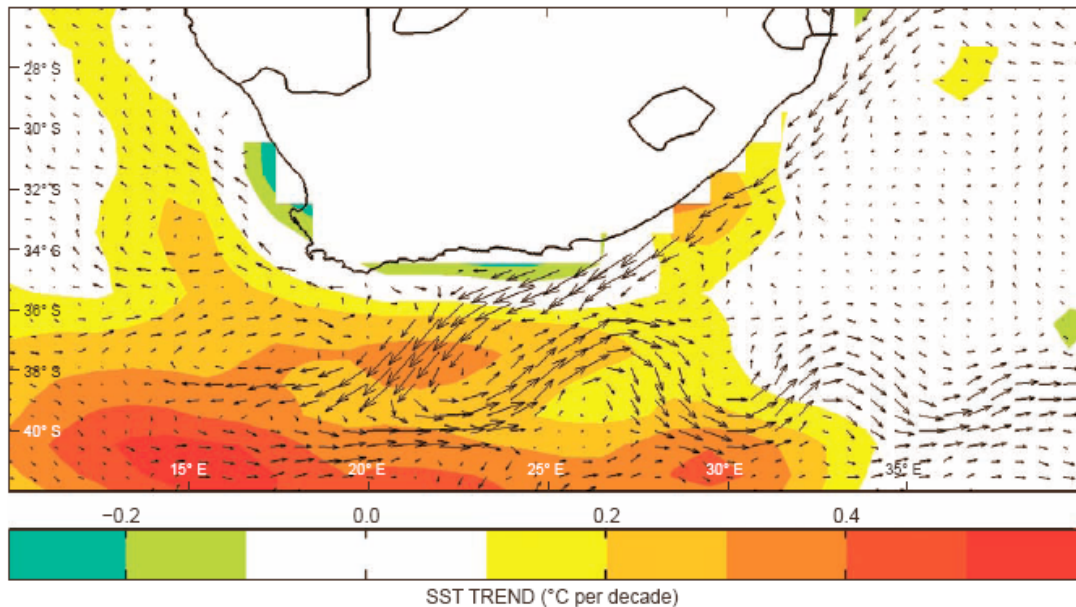 28° S
30° S
32° S
34° S
36° S
38° S
40° S
15° E 20° E 25° E 30° E 35° E
−0.2 0.0 0.2 0.4
SST TREND (°C per decade)